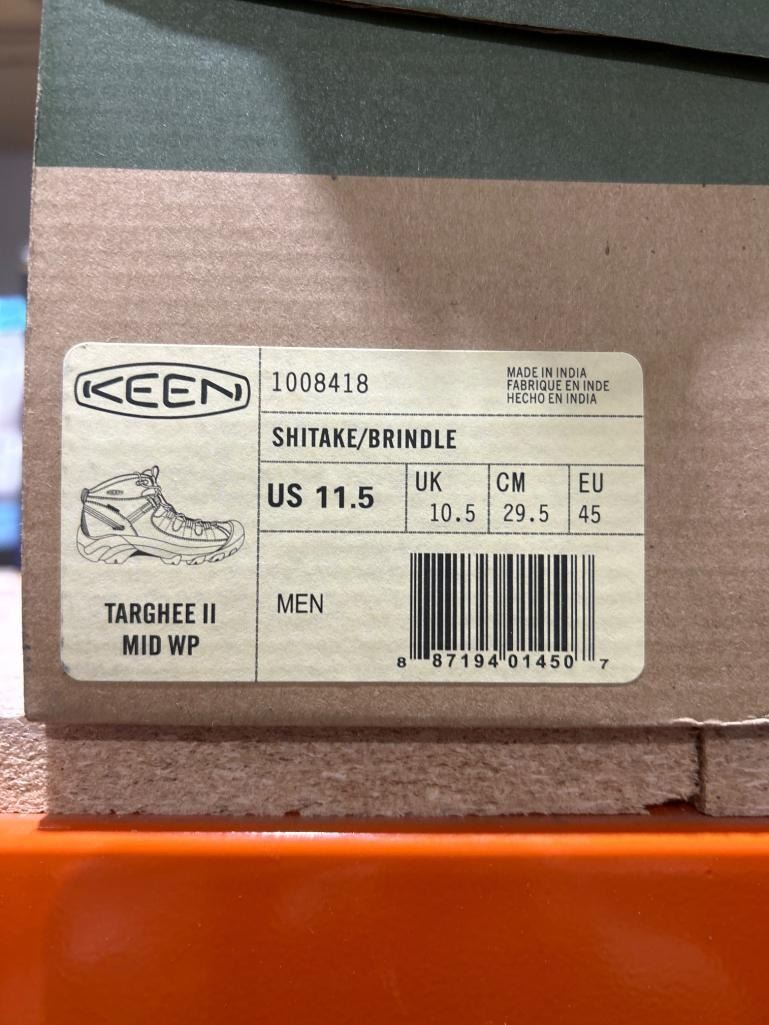 KEEN
1008418
MADE IN INDIA
FABRIQUE EN INDE
HECHO EN INDIA
SHITAKE/BRINDLE
US 11.5
UK
10.5
CM
29.5
EU
45
TARGHEE II
MID WP
MEN
8 87194 01450 7